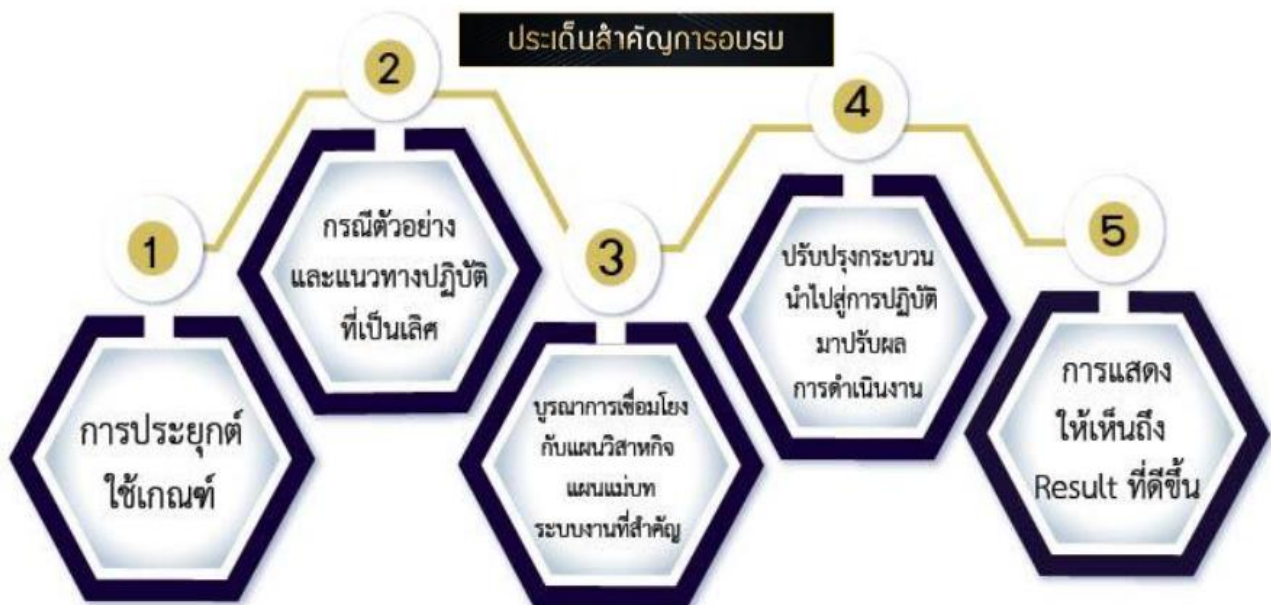 ประเด็นสำคัญการอบรม
1
การประยุกต์
ใช้เกณฑ์
2
กรณีตัวอย่าง
และแนวทางปฏิบัติ
ที่เป็นเลิศ
3
บูรณาการเชื่อมโยง
กับแผนวิสาหกิจ
แผนแม่บท
ระบบงานที่สำคัญ
4
ปรับปรุงกระบวน
นำไปสู่การปฏิบัติ
มาปรับผล
การดำเนินงาน
5
การแสดง
ให้เห็นถึง
Result ที่ดีขึ้น